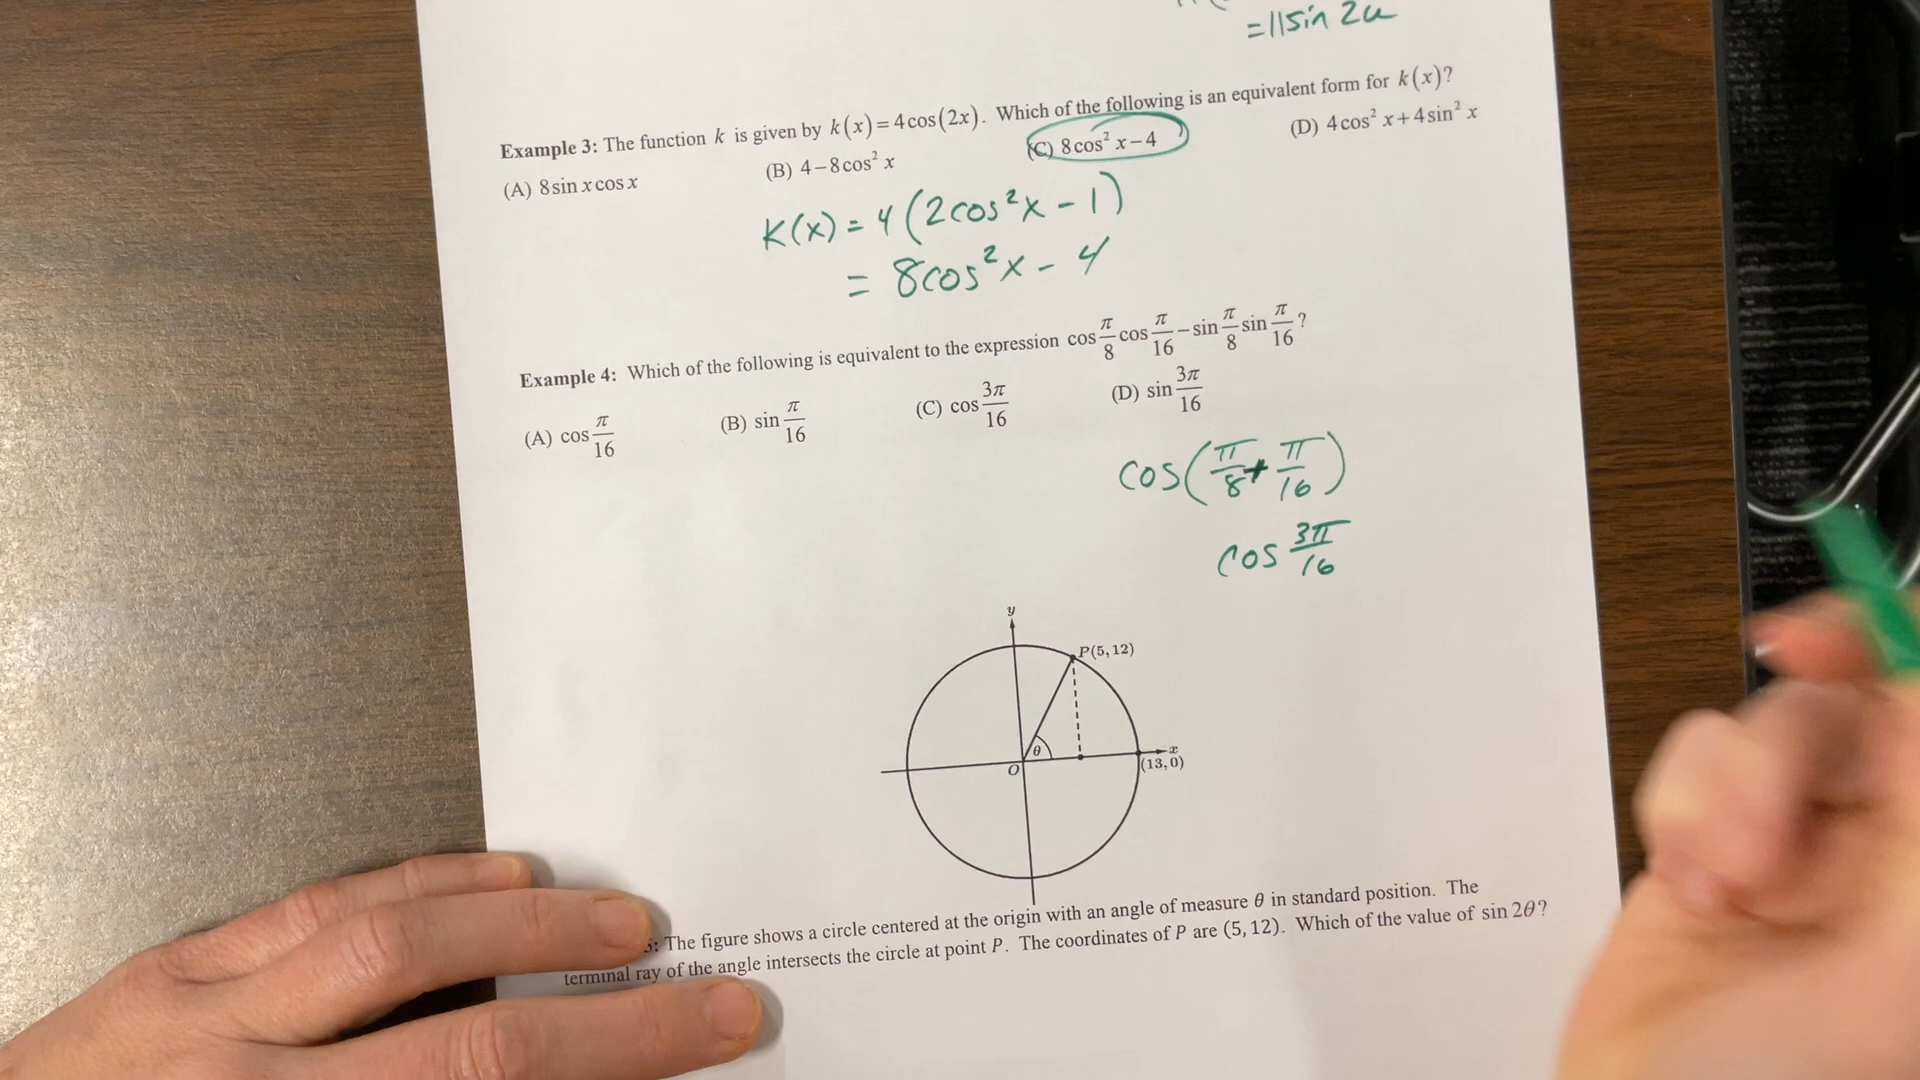 =11sin 2u
Example 3: The function k is given by k(x)=4cos(2x). Which of the following is an equivalent form for k(x)?
(A) 8sin x cos x (B) 4−8cos² x (C) 8cos² x−4 (D) 4cos² x+4sin² x
K(x) = 4(2cos²x − 1)
= 8cos²x − 4
Example 4: Which of the following is equivalent to the expression cos π/8 cos π/16 − sin π/8 sin π/16?
(A) cos π/16 (B) sin π/16 (C) cos 3π/16 (D) sin 3π/16
cos(π/8 + π/16)
cos 3π/16
y
P(5,12)
θ
x
O
(13,0)
: The figure shows a circle centered at the origin with an angle of measure θ in standard position. The
terminal ray of the angle intersects the circle at point P. The coordinates of P are (5,12). Which of the value of sin 2θ?